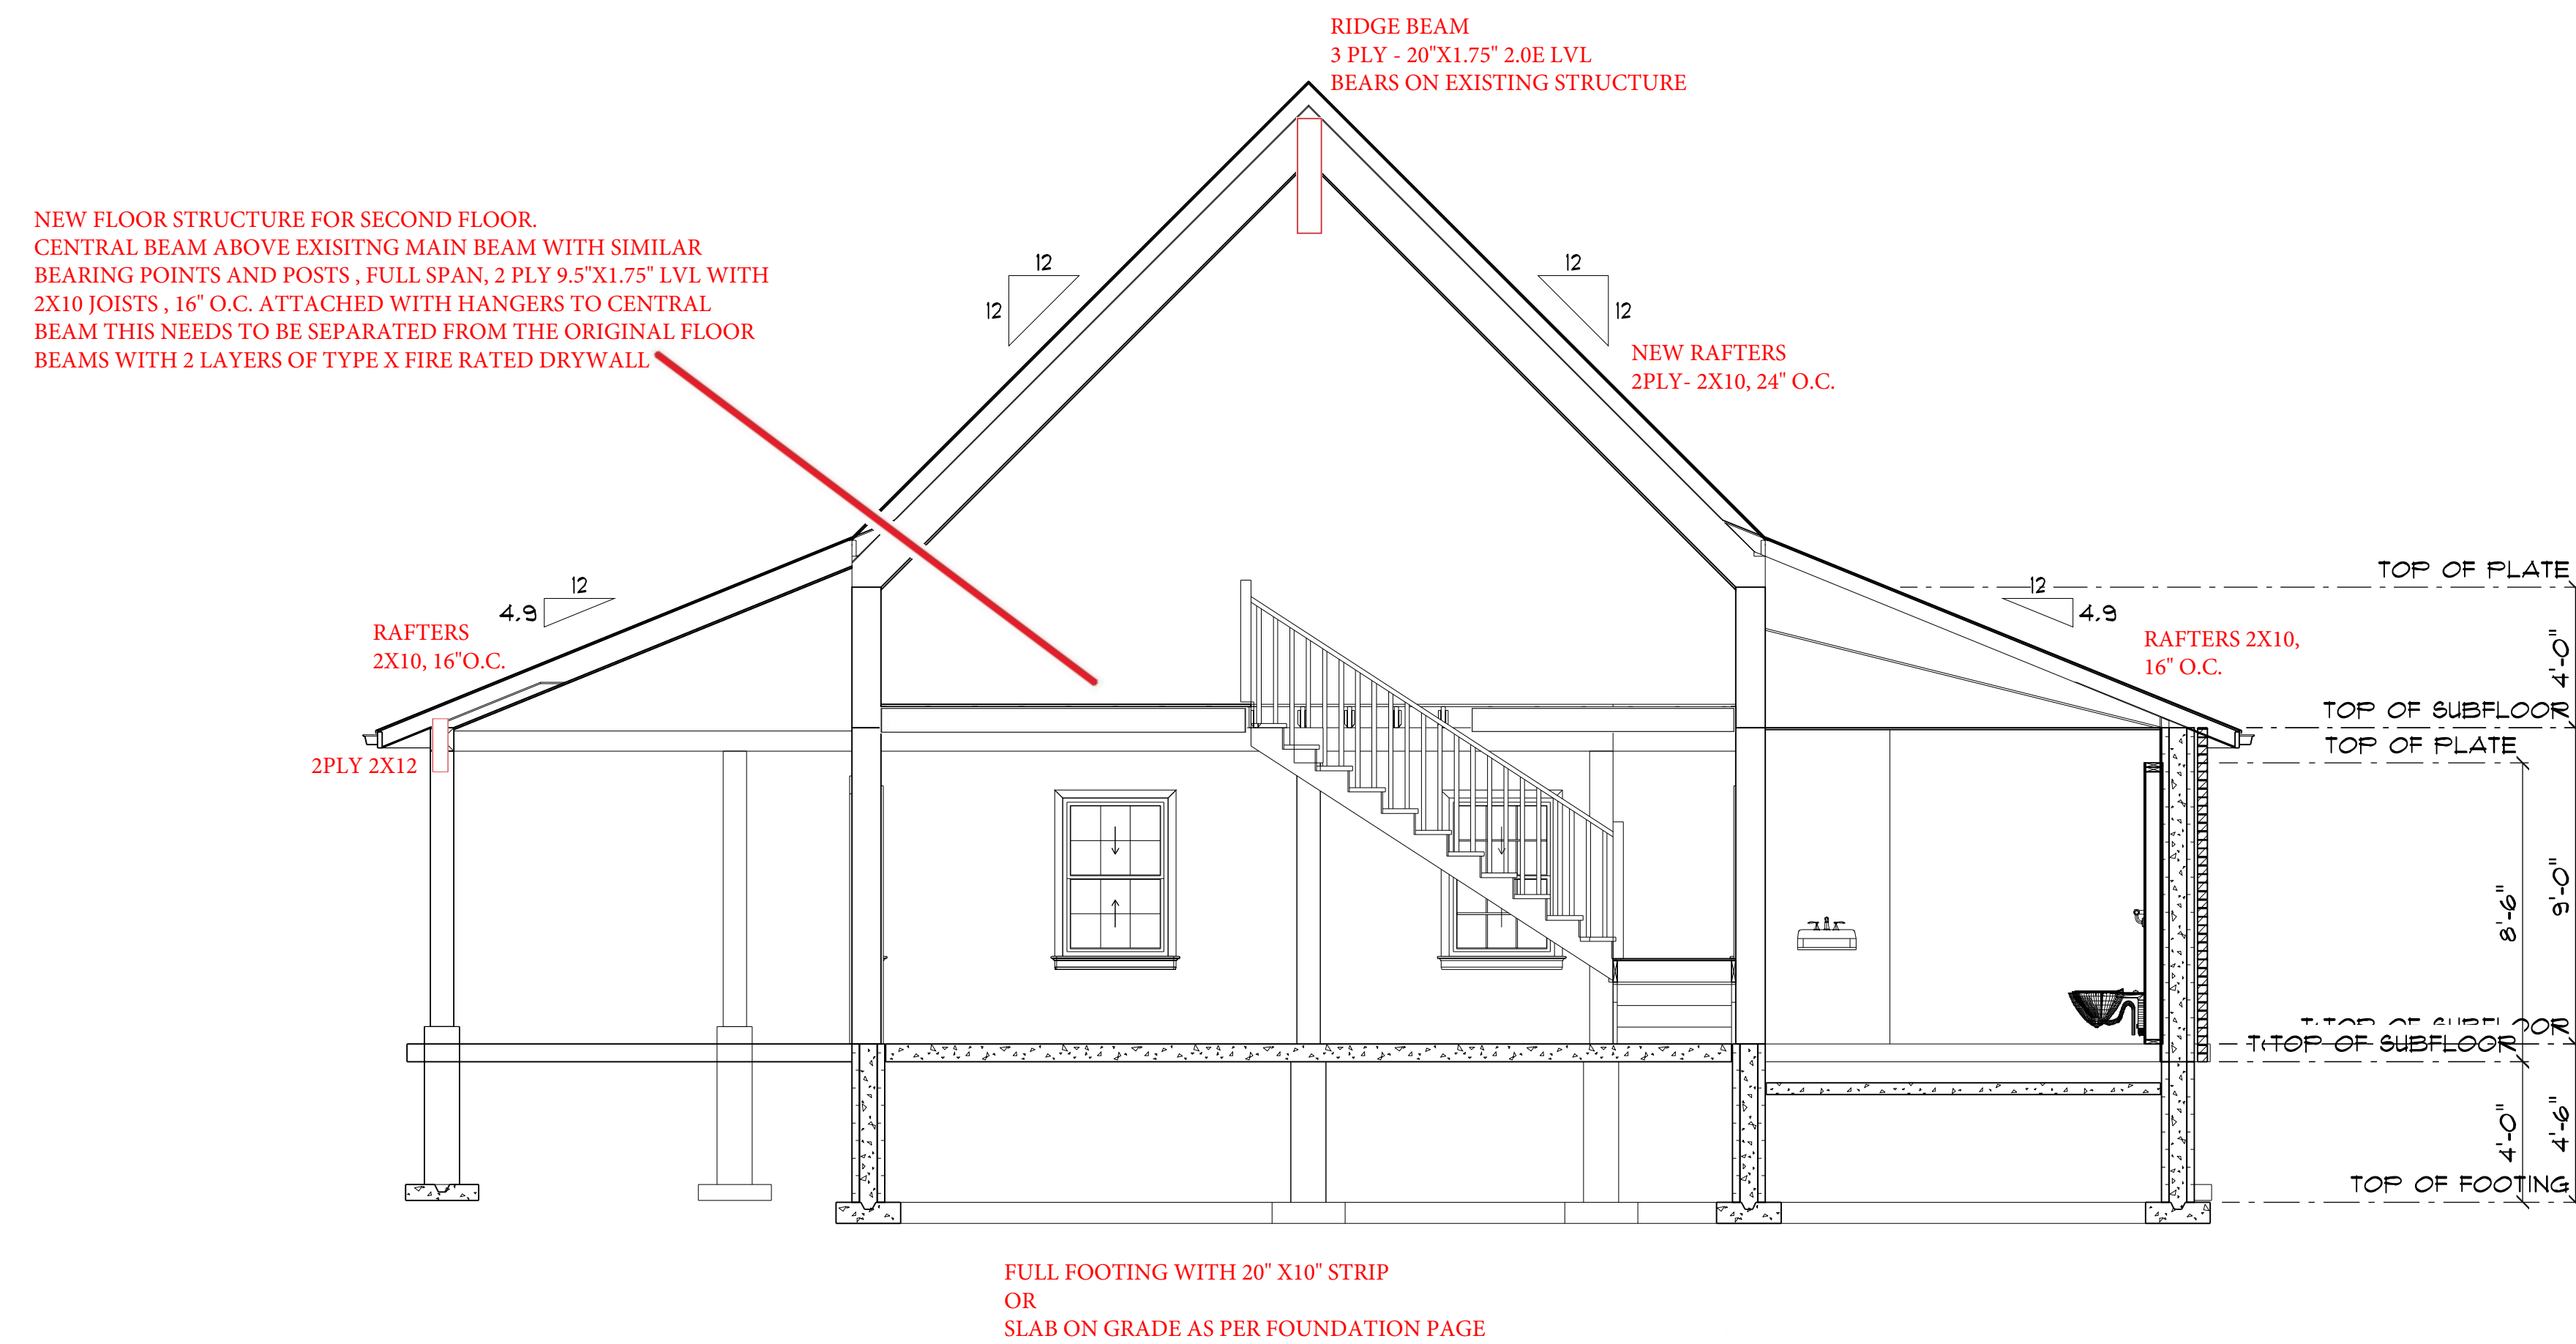 RIDGE BEAM
3 PLY - 20"X1.75" 2.0E LVL
BEARS ON EXISTING STRUCTURE
NEW FLOOR STRUCTURE FOR SECOND FLOOR.
CENTRAL BEAM ABOVE EXISITNG MAIN BEAM WITH SIMILAR
BEARING POINTS AND POSTS , FULL SPAN, 2 PLY 9.5"X1.75" LVL WITH
2X10 JOISTS , 16" O.C. ATTACHED WITH HANGERS TO CENTRAL
BEAM THIS NEEDS TO BE SEPARATED FROM THE ORIGINAL FLOOR
BEAMS WITH 2 LAYERS OF TYPE X FIRE RATED DRYWALL
12
12
12
12
NEW RAFTERS
2PLY- 2X10, 24" O.C.
12
4.9
RAFTERS
2X10, 16"O.C.
2PLY 2X12
12
4.9
RAFTERS 2X10,
16" O.C.
TOP OF PLATE
4'-0"
TOP OF SUBFLOOR
TOP OF PLATE
8'-6"
9'-0"
TOP OF SUBFLOOR
4'-0"
4'-6"
TOP OF FOOTING
FULL FOOTING WITH 20" X10" STRIP
OR
SLAB ON GRADE AS PER FOUNDATION PAGE